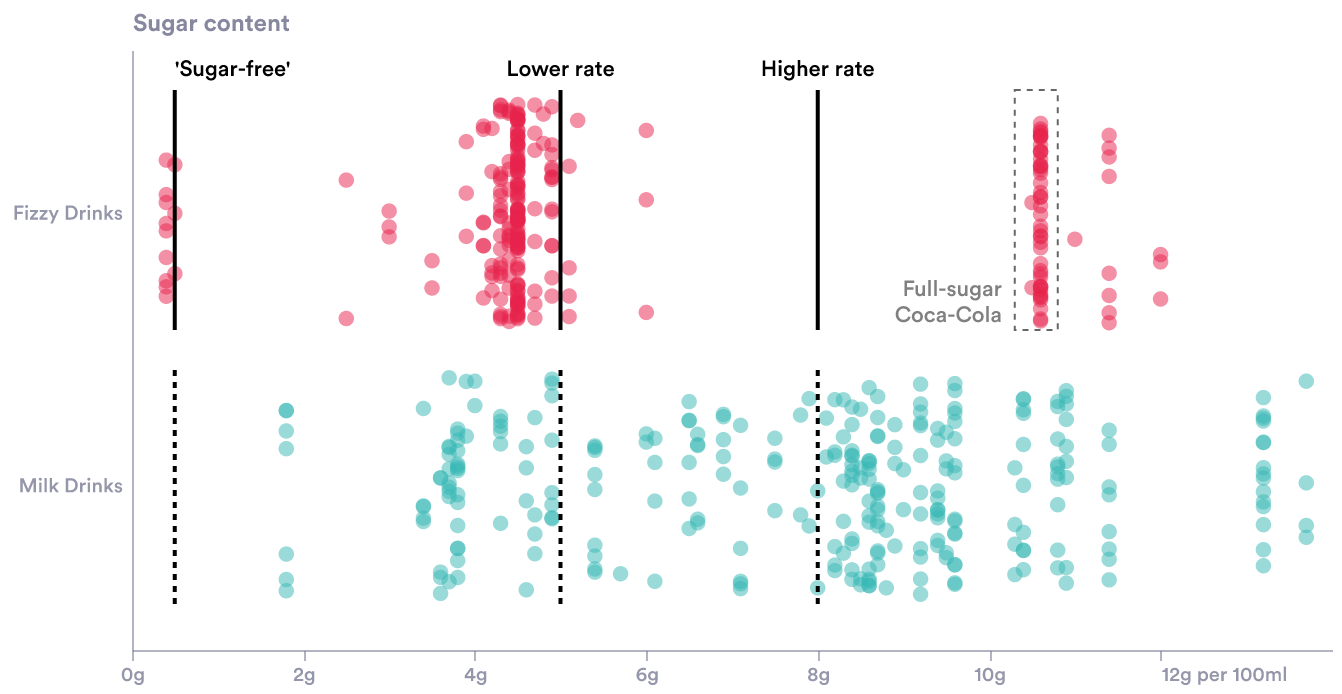 Sugar content
'Sugar-free'
Lower rate
Higher rate
Fizzy Drinks
Full-sugar
Coca-Cola
Milk Drinks
0g
2g
4g
6g
8g
10g
12g per 100ml